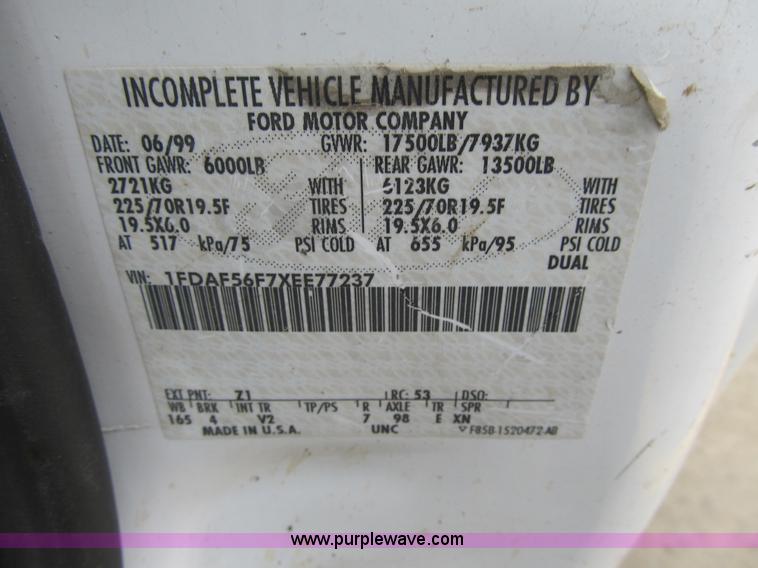 INCOMPLETE VEHICLE MANUFACTURED BY
FORD MOTOR COMPANY
DATE: 06/99 GVWR: 17500LB/7937KG
FRONT GAWR: 6000LB REAR GAWR: 13500LB
2721KG WITH 6123KG WITH
225/70R19.5F TIRES 225/70R19.5F TIRES
19.5X6.0 RIMS 19.5X6.0 RIMS
AT 517 kPa/75 PSI COLD AT 655 kPa/95 PSI COLD
DUAL
VIN: 1FDAF56F7XEE77237
EXT PNT: Z1 RC: 53 DSO:
WB BRK INT TR TP/PS R AXLE TR SPR
165 4 V2 7 98 E XN
MADE IN U.S.A. UNC F85B-1520472-AB
www.purplewave.com